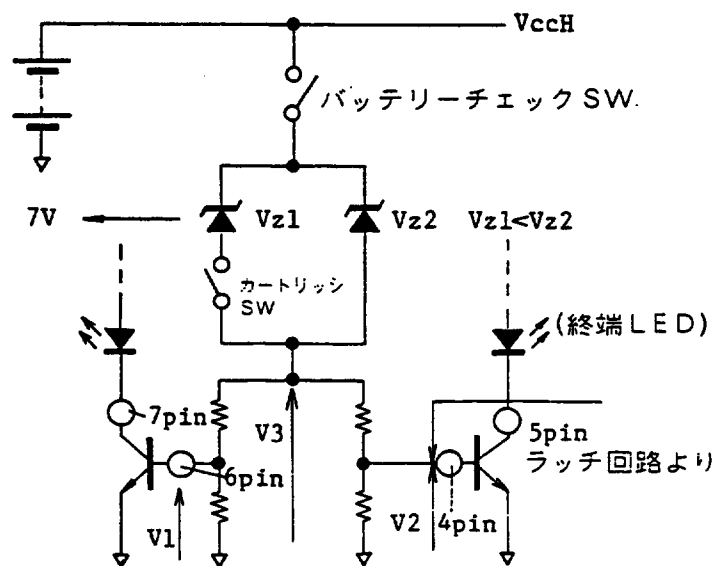 VccH
バッテリーチェックSW.
7V
Vz1
Vz2
Vz1<Vz2
カートリッシ
SW
(終端LED)
7pin
V3
5pin
ラッチ回路より
6pin
V1
V2
4pin